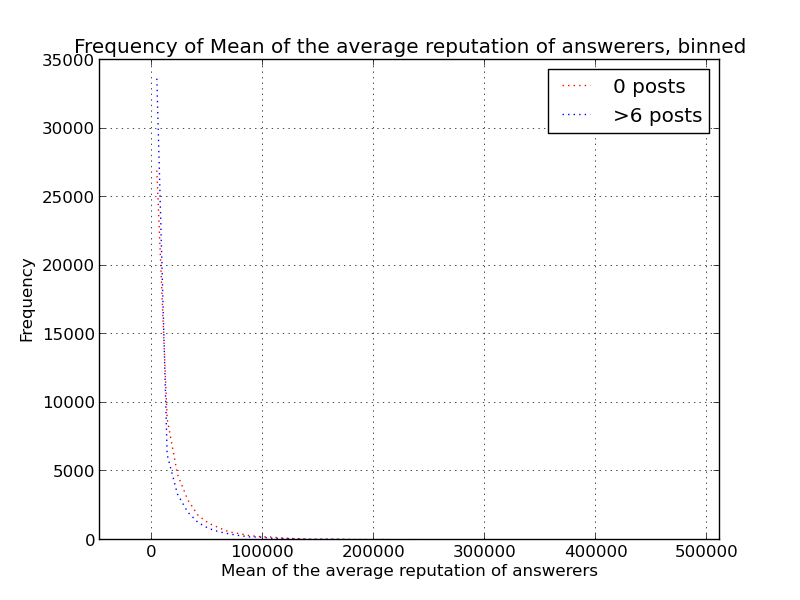 Frequency of Mean of the average reputation of answerers, binned
35000
30000
25000
20000
15000
10000
5000
0
Frequency
0 posts
>6 posts
0 100000 200000 300000 400000 500000
Mean of the average reputation of answerers